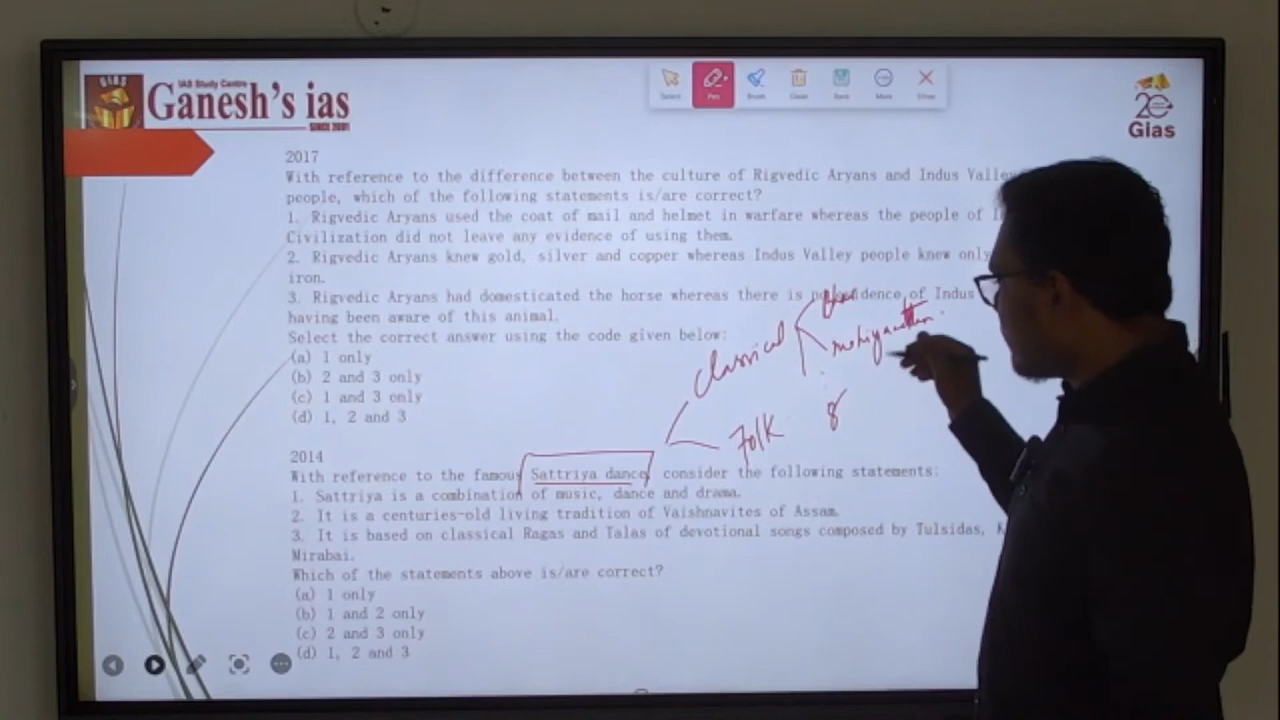 GIAS
IAS Study Centre
Ganesh's ias
SINCE 2001
Select
Pen
Brush
Clean
Save
More
Close
20
Gias
2017
With reference to the difference between the culture of Rigvedic Aryans and Indus Valley
people, which of the following statements is/are correct?
1. Rigvedic Aryans used the coat of mail and helmet in warfare whereas the people of
Civilization did not leave any evidence of using them.
2. Rigvedic Aryans knew gold, silver and copper whereas Indus Valley people knew only
iron.
3. Rigvedic Aryans had domesticated the horse whereas there is no evidence of Indus
having been aware of this animal.
Select the correct answer using the code given below:
(a) 1 only
(b) 2 and 3 only
(c) 1 and 3 only
(d) 1, 2 and 3
classical
Folk
8
2014
With reference to the famous Sattriya dance, consider the following statements:
1. Sattriya is a combination of music, dance and drama.
2. It is a centuries-old living tradition of Vaishnavites of Assam.
3. It is based on classical Ragas and Talas of devotional songs composed by Tulsidas,
Mirabai.
Which of the statements above is/are correct?
(a) 1 only
(b) 1 and 2 only
(c) 2 and 3 only
(d) 1, 2 and 3